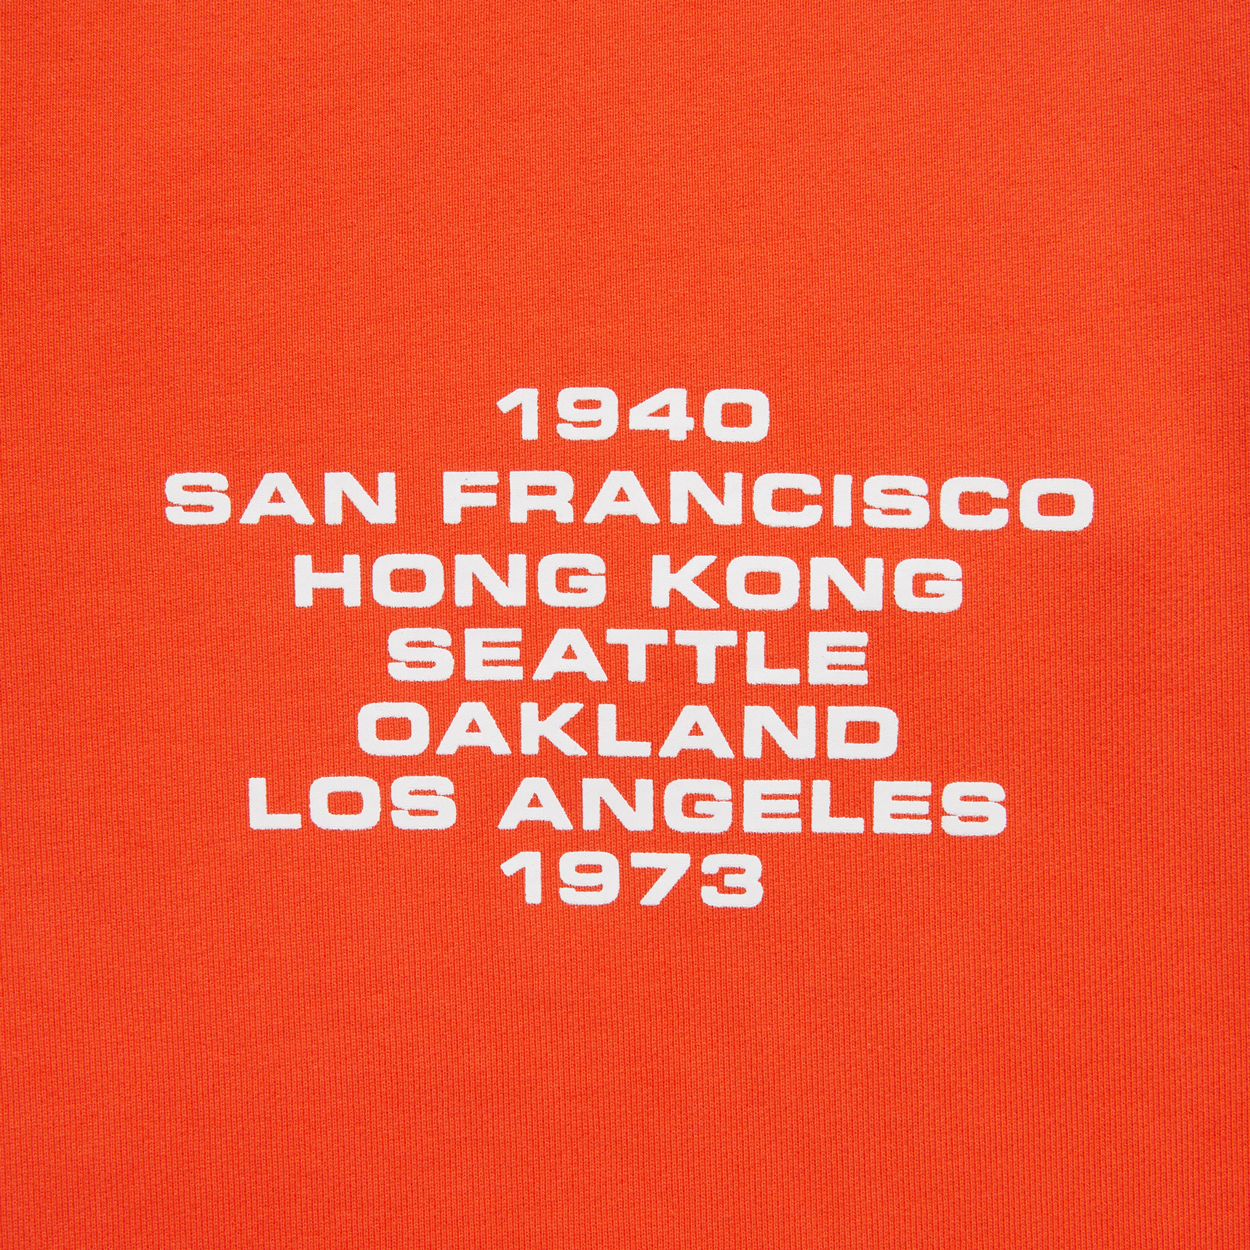 1940
SAN FRANCISCO
HONG KONG
SEATTLE
OAKLAND
LOS ANGELES
1973